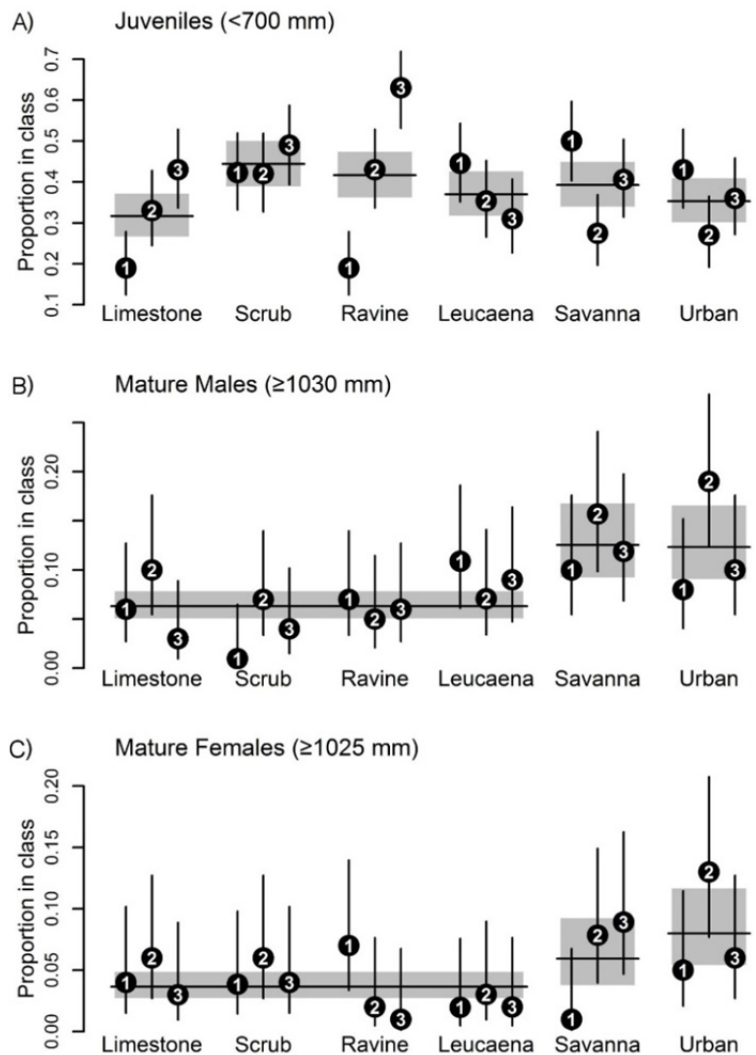 A) Juveniles (<700 mm)
Proportion in class
0.7
0.6
0.5
0.4
0.3
0.2
0.1
1 2 3 1 2 3 1 2 3 1 2 3 1 2 3 1 2 3
Limestone Scrub Ravine Leucaena Savanna Urban
B) Mature Males (≥1030 mm)
Proportion in class
0.20
0.10
0.00
1 2 3 1 2 3 1 2 3 1 2 3 1 2 3 1 2 3
Limestone Scrub Ravine Leucaena Savanna Urban
C) Mature Females (≥1025 mm)
Proportion in class
0.20
0.15
0.10
0.05
0.00
1 2 3 1 2 3 1 2 3 1 2 3 1 2 3 1 2 3
Limestone Scrub Ravine Leucaena Savanna Urban